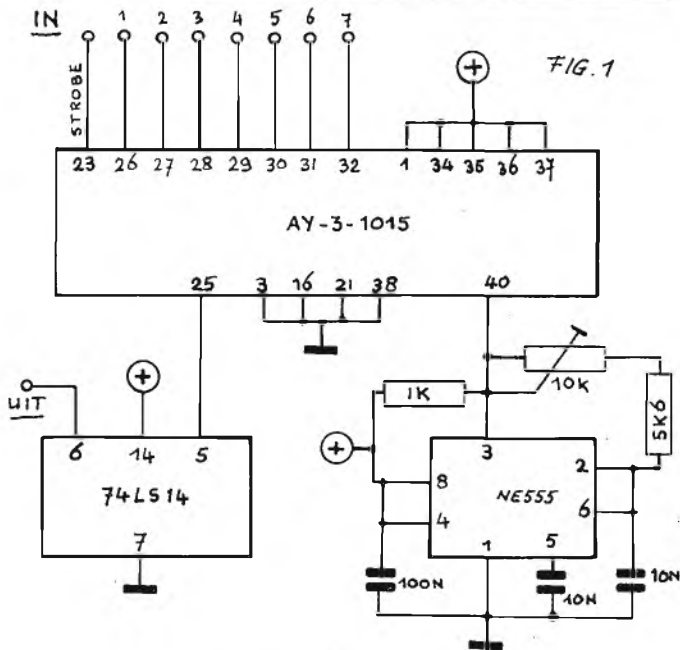 IN 1 2 3 4 5 6 7
FIG. 1
+
STROBE
23 26 27 28 29 30 31 32 1 34 35 36 37
AY-3-1015
25 3 16 21 38 40
10K
1K
5K6
UIT
+
+
6 14 5
74LS14
7
3
8 2
NE555
4 6
1 5
100N
10N
10N